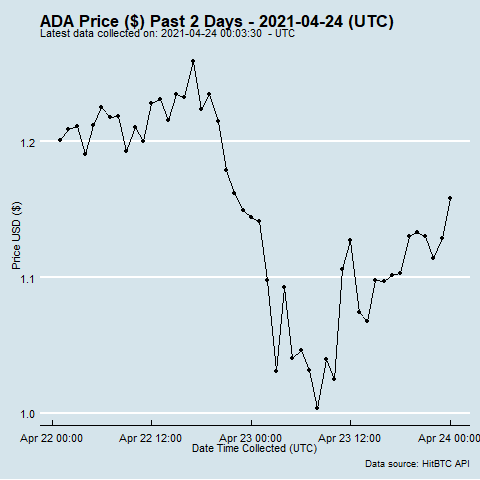 ADA Price ($) Past 2 Days - 2021-04-24 (UTC)
Latest data collected on: 2021-04-24 00:03:30 - UTC
1.2
1.1
1.0
Price USD ($)
Apr 22 00:00 Apr 22 12:00 Apr 23 00:00 Apr 23 12:00 Apr 24 00:00
Date Time Collected (UTC)
Data source: HitBTC API